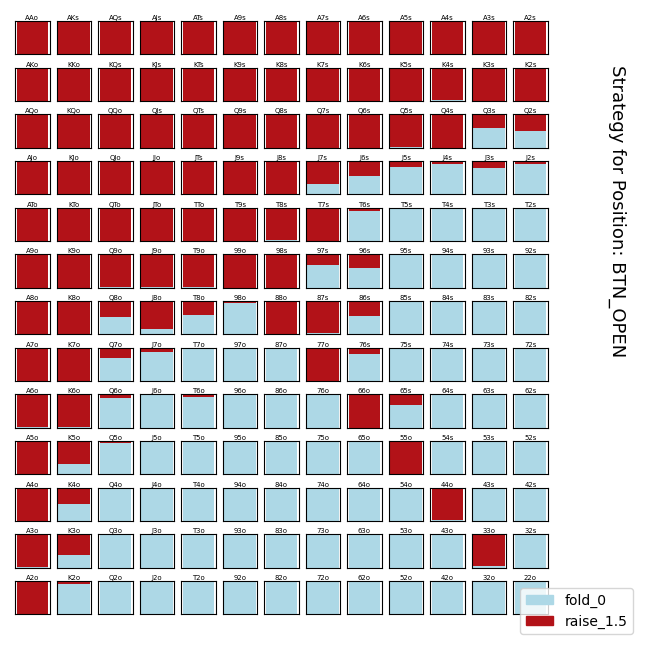 AAo AKs AQs AJs ATs A9s A8s A7s A6s A5s A4s A3s A2s
AKo KKo KQs KJs KTs K9s K8s K7s K6s K5s K4s K3s K2s
AQo KQo QQo QJs QTs Q9s Q8s Q7s Q6s Q5s Q4s Q3s Q2s
AJo KJo QJo JJo JTs J9s J8s J7s J6s J5s J4s J3s J2s
ATo KTo QTo JTo TTo T9s T8s T7s T6s T5s T4s T3s T2s
A9o K9o Q9o J9o T9o 99o 98s 97s 96s 95s 94s 93s 92s
A8o K8o Q8o J8o T8o 98o 88o 87s 86s 85s 84s 83s 82s
A7o K7o Q7o J7o T7o 97o 87o 77o 76s 75s 74s 73s 72s
A6o K6o Q6o J6o T6o 96o 86o 76o 66o 65s 64s 63s 62s
A5o K5o Q5o J5o T5o 95o 85o 75o 65o 55o 54s 53s 52s
A4o K4o Q4o J4o T4o 94o 84o 74o 64o 54o 44o 43s 42s
A3o K3o Q3o J3o T3o 93o 83o 73o 63o 53o 43o 33o 32s
A2o K2o Q2o J2o T2o 92o 82o 72o 62o 52o 42o 32o 22o
Strategy for Position: BTN_OPEN
fold_0
raise_1.5